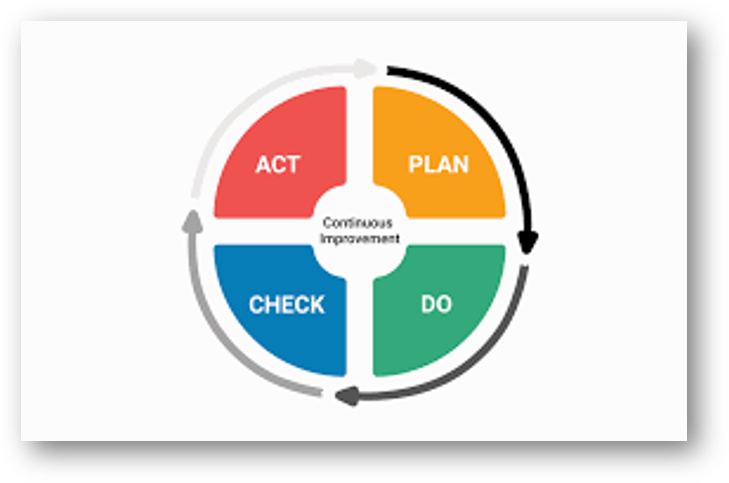 ACT
PLAN
Continuous
Improvement
CHECK
DO